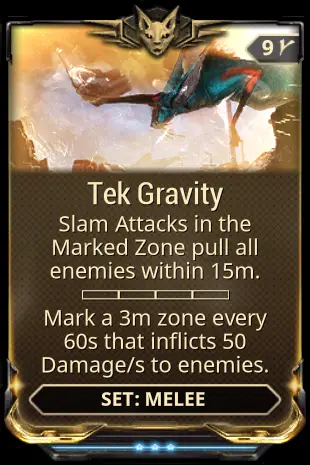 9
Tek Gravity
Slam Attacks in the
Marked Zone pull all
enemies within 15m.
Mark a 3m zone every
60s that inflicts 50
Damage/s to enemies.
SET: MELEE